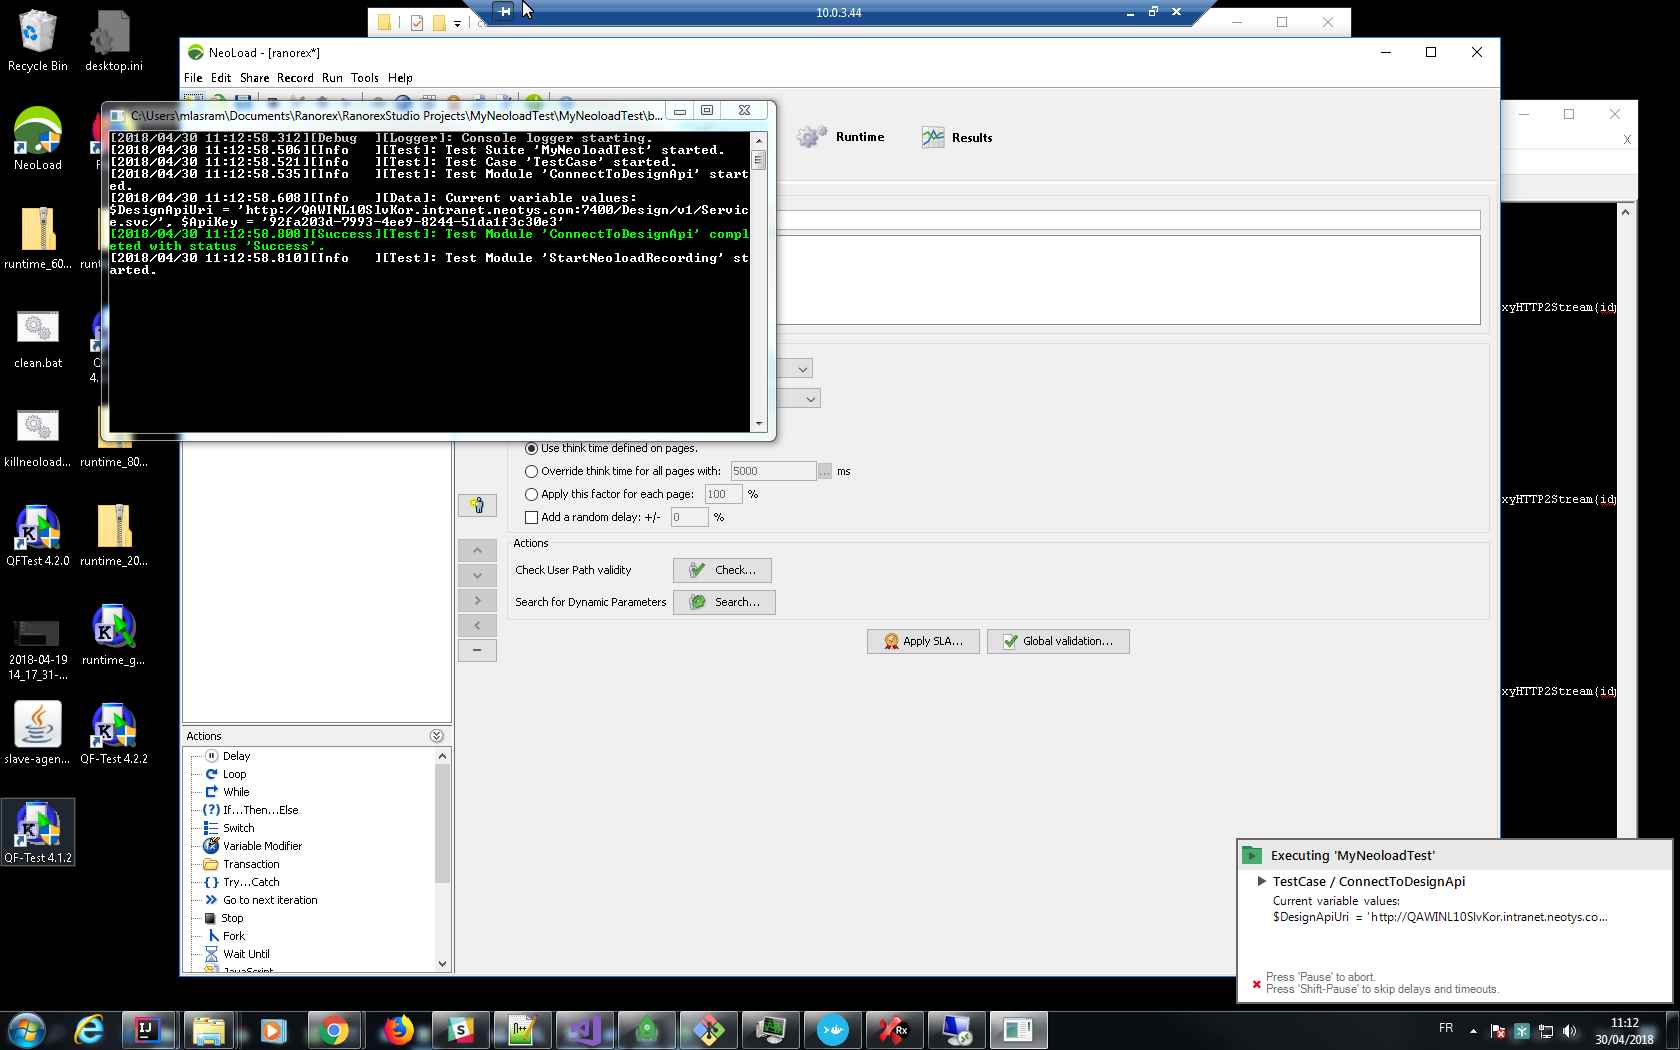 10.0.3.44
Recycle Bin
desktop.ini
NeoLoad
runtime_60...
clean.bat
killneoload...
runtime_80...
QFTest 4.2.0
runtime_20...
2018-04-19
14_17_31-...
runtime_g...
slave-agen...
QF-Test 4.2.2
QF-Test 4.1.2
NeoLoad - [ranorex*]
File Edit Share Record Run Tools Help
Runtime
Results
C:\Users\mlasram\Documents\Ranorex\RanorexStudio Projects\MyNeoloadTest\MyNeoloadTest\b...
[2018/04/30 11:12:58.312][Debug ][Logger]: Console logger starting.
[2018/04/30 11:12:58.506][Info ][Test]: Test Suite 'MyNeoloadTest' started.
[2018/04/30 11:12:58.521][Info ][Test]: Test Case 'TestCase' started.
[2018/04/30 11:12:58.535][Info ][Test]: Test Module 'ConnectToDesignApi' start
ed.
[2018/04/30 11:12:58.608][Info ][Data]: Current variable values:
$DesignApiUri = 'http://QAWINL10SlvKor.intranet.neotys.com:7400/Design/v1/Servic
e.svc/', $ApiKey = '92fa203d-7993-4ee9-8244-51da1f3c30e3'
[2018/04/30 11:12:58.808][Success][Test]: Test Module 'ConnectToDesignApi' compl
eted with status 'Success'.
[2018/04/30 11:12:58.810][Info ][Test]: Test Module 'StartNeoloadRecording' st
arted.
Use think time defined on pages.
Override think time for all pages with: 5000 ... ms
Apply this factor for each page: 100 %
Add a random delay: +/- 0 %
Actions
Check User Path validity
Check...
Search for Dynamic Parameters
Search...
Apply SLA...
Global validation...
Actions
Delay
Loop
While
If...Then...Else
Switch
Variable Modifier
Transaction
Try...Catch
Go to next iteration
Stop
Fork
Wait Until
JavaScript
xyHTTP2Stream{idp
xyHTTP2Stream{idp
xyHTTP2Stream{idp
Executing 'MyNeoloadTest'
TestCase / ConnectToDesignApi
Current variable values:
$DesignApiUri = 'http://QAWINL10SlvKor.intranet.neotys.co...
Press 'Pause' to abort.
Press 'Shift-Pause' to skip delays and timeouts.
FR
11:12
30/04/2018